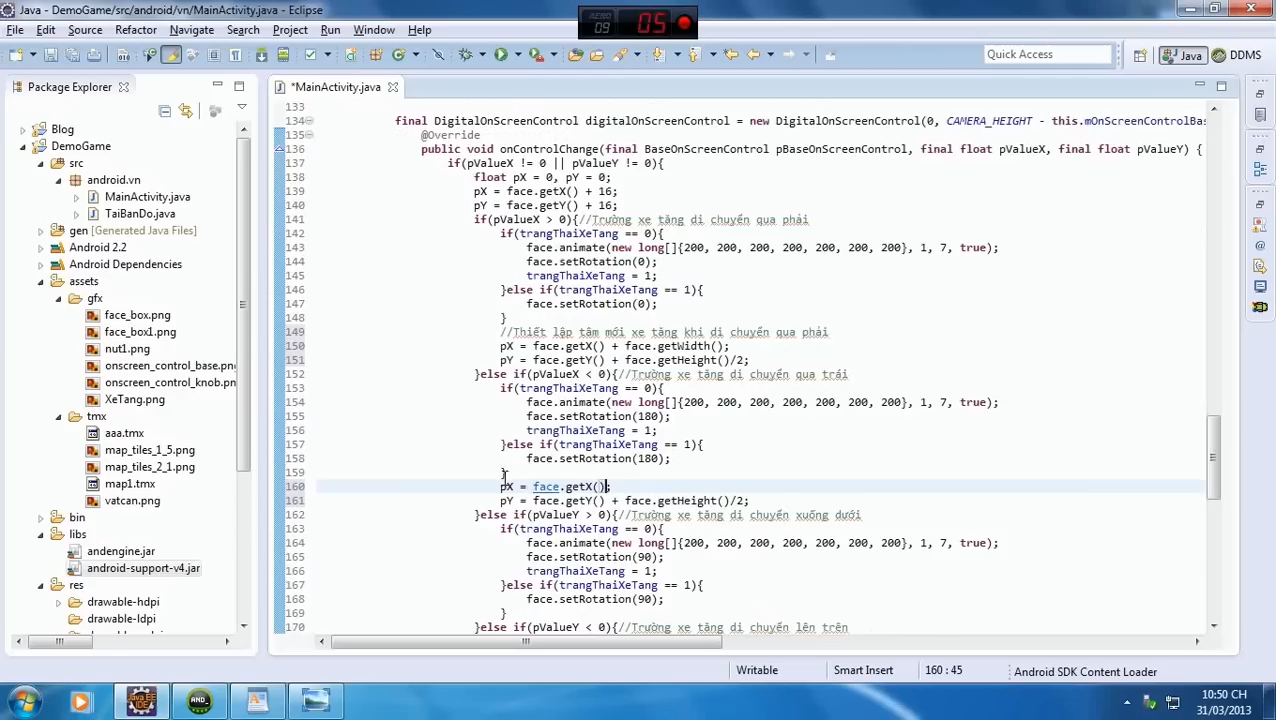 Java - DemoGame/src/android/vn/MainActivity.java - Eclipse
09 05
File Edit Source Refactor Navigate Search Project Run Window Help
Quick Access
Java
DDMS
Package Explorer
*MainActivity.java
Blog
DemoGame
src
android.vn
MainActivity.java
TaiBanDo.java
gen [Generated Java Files]
Android 2.2
Android Dependencies
assets
gfx
face_box.png
face_box1.png
nut1.png
onscreen_control_base.png
onscreen_control_knob.png
xeTang.png
tmx
aaa.tmx
map_tiles_1_5.png
map_tiles_2_1.png
map1.tmx
vatcan.png
bin
libs
andengine.jar
android-support-v4.jar
res
drawable-hdpi
drawable-ldpi
133
134 final DigitalOnScreenControl digitalOnScreenControl = new DigitalOnScreenControl(0, CAMERA_HEIGHT - this.mOnScreenControlBas
135 @Override
136 public void onControlChange(final BaseOnScreenControl pBaseOnScreenControl, final float pValueX, final float pValueY) {
137 if(pValueX != 0 || pValueY != 0){
138 float pX = 0, pY = 0;
139 pX = face.getX() + 16;
140 pY = face.getY() + 16;
141 if(pValueX > 0){//Trường xe tăng di chuyển qua phải
142 if(trangThaiXeTang == 0){
143 face.animate(new long[]{200, 200, 200, 200, 200, 200, 200}, 1, 7, true);
144 face.setRotation(0);
145 trangThaiXeTang = 1;
146 }else if(trangThaiXeTang == 1){
147 face.setRotation(0);
148 }
149 //Thiết lập tâm mới xe tăng khi di chuyển qua phải
150 pX = face.getX() + face.getWidth();
151 pY = face.getY() + face.getHeight()/2;
152 }else if(pValueX < 0){//Trường xe tăng di chuyển qua trái
153 if(trangThaiXeTang == 0){
154 face.animate(new long[]{200, 200, 200, 200, 200, 200, 200}, 1, 7, true);
155 face.setRotation(180);
156 trangThaiXeTang = 1;
157 }else if(trangThaiXeTang == 1){
158 face.setRotation(180);
159 }
160 pX = face.getX();
161 pY = face.getY() + face.getHeight()/2;
162 }else if(pValueY > 0){//Trường xe tăng di chuyển xuống dưới
163 if(trangThaiXeTang == 0){
164 face.animate(new long[]{200, 200, 200, 200, 200, 200, 200}, 1, 7, true);
165 face.setRotation(90);
166 trangThaiXeTang = 1;
167 }else if(trangThaiXeTang == 1){
168 face.setRotation(90);
169 }
170 }else if(pValueY < 0){//Trường xe tăng di chuyển lên trên
Writable
Smart Insert
160 : 45
Android SDK Content Loader
10:50 CH
31/03/2013